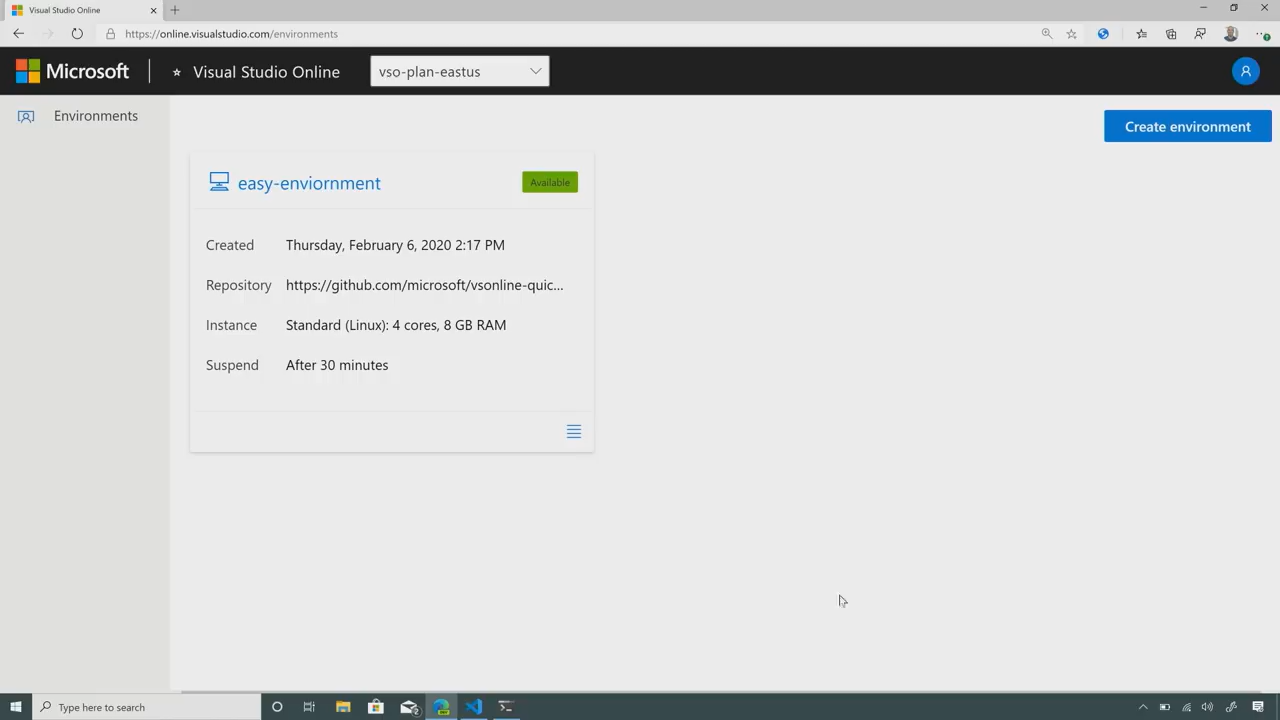 Visual Studio Online
https://online.visualstudio.com/environments
Microsoft
Visual Studio Online
vso-plan-eastus
Environments
Create environment
easy-enviornment
Available
Created Thursday, February 6, 2020 2:17 PM
Repository https://github.com/microsoft/vsonline-quic...
Instance Standard (Linux): 4 cores, 8 GB RAM
Suspend After 30 minutes
Type here to search